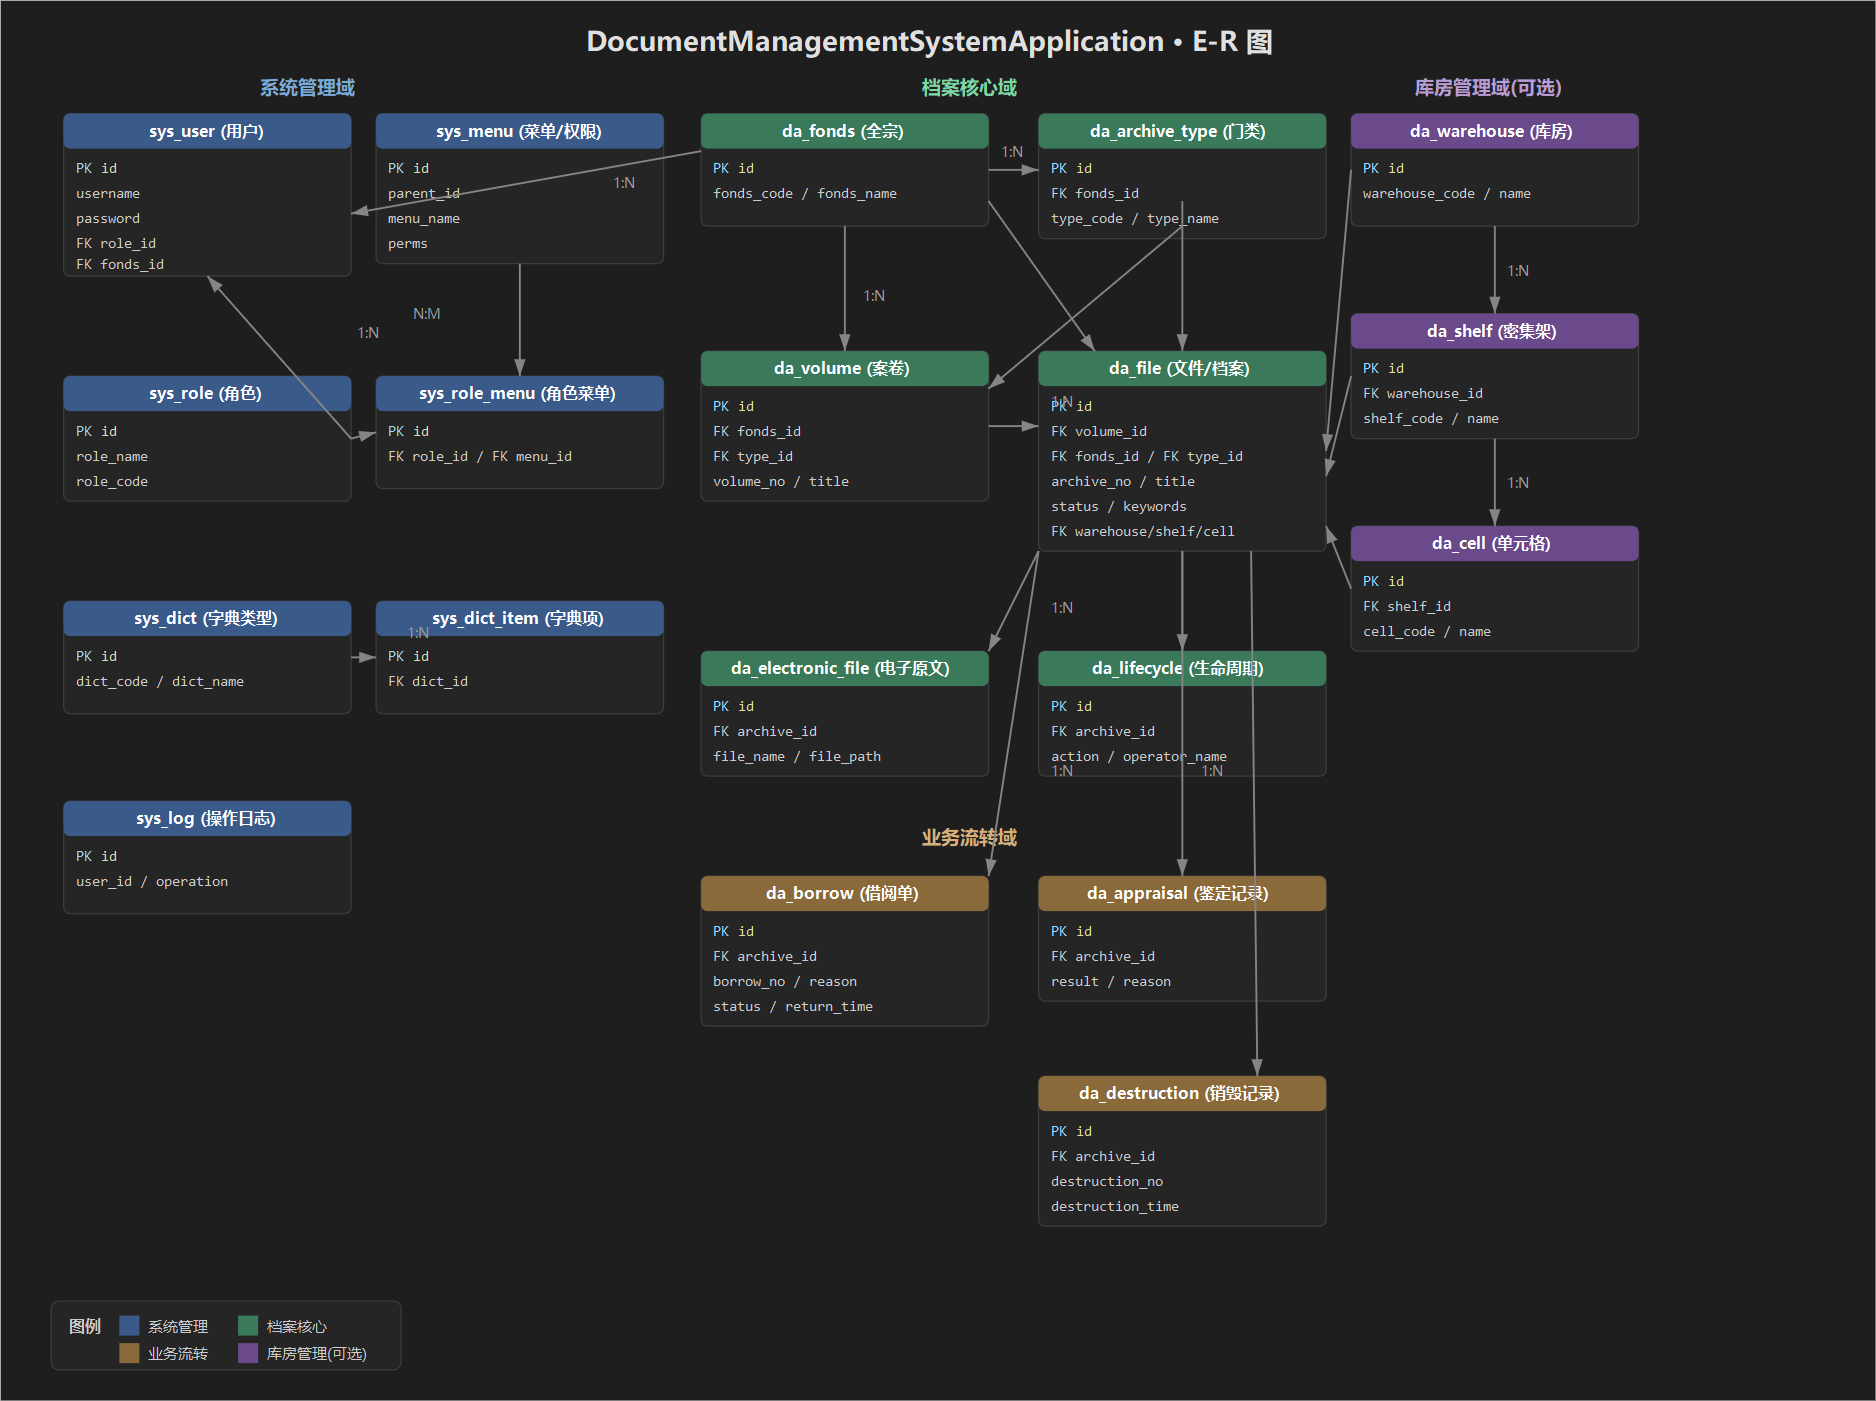 DocumentManagementSystemApplication • E-R 图
系统管理域
sys_user (用户)
PK id
username
password
FK role_id
FK fonds_id
sys_menu (菜单/权限)
PK id
parent_id
menu_name
perms
1:N
1:N
N:M
sys_role (角色)
PK id
role_name
role_code
sys_role_menu (角色菜单)
PK id
FK role_id / FK menu_id
sys_dict (字典类型)
PK id
dict_code / dict_name
sys_dict_item (字典项)
1:N
PK id
FK dict_id
sys_log (操作日志)
PK id
user_id / operation
档案核心域
da_fonds (全宗)
PK id
fonds_code / fonds_name
1:N
da_archive_type (门类)
PK id
FK fonds_id
type_code / type_name
1:N
da_volume (案卷)
PK id
FK fonds_id
FK type_id
volume_no / title
da_file (文件/档案)
1:N
PK id
FK volume_id
FK fonds_id / FK type_id
archive_no / title
status / keywords
FK warehouse/shelf/cell
1:N
da_electronic_file (电子原文)
PK id
FK archive_id
file_name / file_path
da_lifecycle (生命周期)
PK id
FK archive_id
action / operator_name
1:N
1:N
业务流转域
da_borrow (借阅单)
PK id
FK archive_id
borrow_no / reason
status / return_time
da_appraisal (鉴定记录)
PK id
FK archive_id
result / reason
da_destruction (销毁记录)
PK id
FK archive_id
destruction_no
destruction_time
库房管理域(可选)
da_warehouse (库房)
PK id
warehouse_code / name
1:N
da_shelf (密集架)
PK id
FK warehouse_id
shelf_code / name
1:N
da_cell (单元格)
PK id
FK shelf_id
cell_code / name
图例
系统管理
档案核心
业务流转
库房管理(可选)